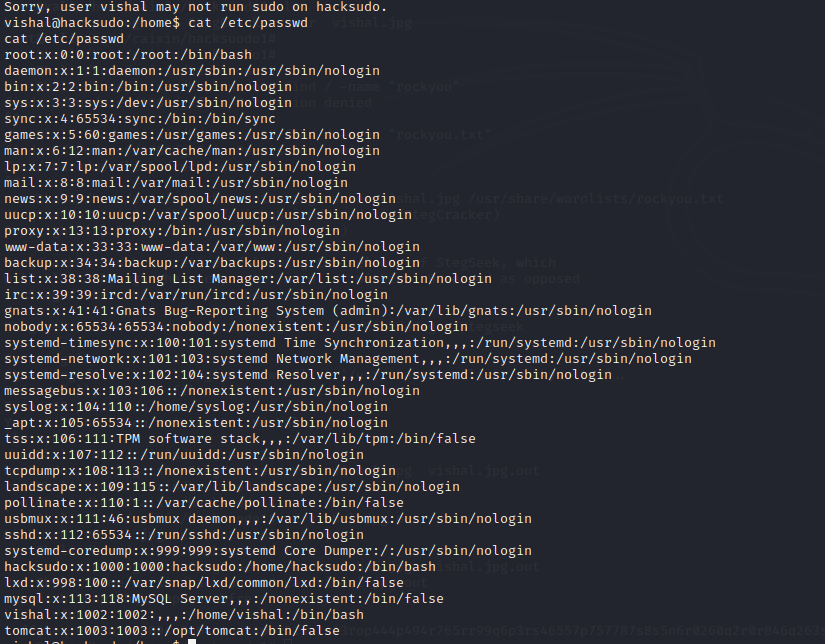 Sorry, user vishal may not run sudo on hacksudo.
vishal@hacksudo:/home$ cat /etc/passwd
cat /etc/passwd
root:x:0:0:root:/root:/bin/bash
daemon:x:1:1:daemon:/usr/sbin:/usr/sbin/nologin
bin:x:2:2:bin:/bin:/usr/sbin/nologin
sys:x:3:3:sys:/dev:/usr/sbin/nologin
sync:x:4:65534:sync:/bin:/bin/sync
games:x:5:60:games:/usr/games:/usr/sbin/nologin
man:x:6:12:man:/var/cache/man:/usr/sbin/nologin
lp:x:7:7:lp:/var/spool/lpd:/usr/sbin/nologin
mail:x:8:8:mail:/var/mail:/usr/sbin/nologin
news:x:9:9:news:/var/spool/news:/usr/sbin/nologin
uucp:x:10:10:uucp:/var/spool/uucp:/usr/sbin/nologin
proxy:x:13:13:proxy:/bin:/usr/sbin/nologin
www-data:x:33:33:www-data:/var/www:/usr/sbin/nologin
backup:x:34:34:backup:/var/backups:/usr/sbin/nologin
list:x:38:38:Mailing List Manager:/var/list:/usr/sbin/nologin
irc:x:39:39:ircd:/var/run/ircd:/usr/sbin/nologin
gnats:x:41:41:Gnats Bug-Reporting System (admin):/var/lib/gnats:/usr/sbin/nologin
nobody:x:65534:65534:nobody:/nonexistent:/usr/sbin/nologin
systemd-timesync:x:100:101:systemd Time Synchronization,,,:/run/systemd:/usr/sbin/nologin
systemd-network:x:101:103:systemd Network Management,,,:/run/systemd:/usr/sbin/nologin
systemd-resolve:x:102:104:systemd Resolver,,,:/run/systemd:/usr/sbin/nologin
messagebus:x:103:106::/nonexistent:/usr/sbin/nologin
syslog:x:104:110::/home/syslog:/usr/sbin/nologin
_apt:x:105:65534::/nonexistent:/usr/sbin/nologin
tss:x:106:111:TPM software stack,,,:/var/lib/tpm:/bin/false
uuidd:x:107:112::/run/uuidd:/usr/sbin/nologin
tcpdump:x:108:113::/nonexistent:/usr/sbin/nologin
landscape:x:109:115::/var/lib/landscape:/usr/sbin/nologin
pollinate:x:110:1::/var/cache/pollinate:/bin/false
usbmux:x:111:46:usbmux daemon,,,:/var/lib/usbmux:/usr/sbin/nologin
sshd:x:112:65534::/run/sshd:/usr/sbin/nologin
systemd-coredump:x:999:999:systemd Core Dumper:/:/usr/sbin/nologin
hacksudo:x:1000:1000:hacksudo:/home/hacksudo:/bin/bash
lxd:x:998:100::/var/snap/lxd/common/lxd:/bin/false
mysql:x:113:118:MySQL Server,,,:/nonexistent:/bin/false
vishal:x:1002:1002:,,,:/home/vishal:/bin/bash
tomcat:x:1003:1003::/opt/tomcat:/bin/false